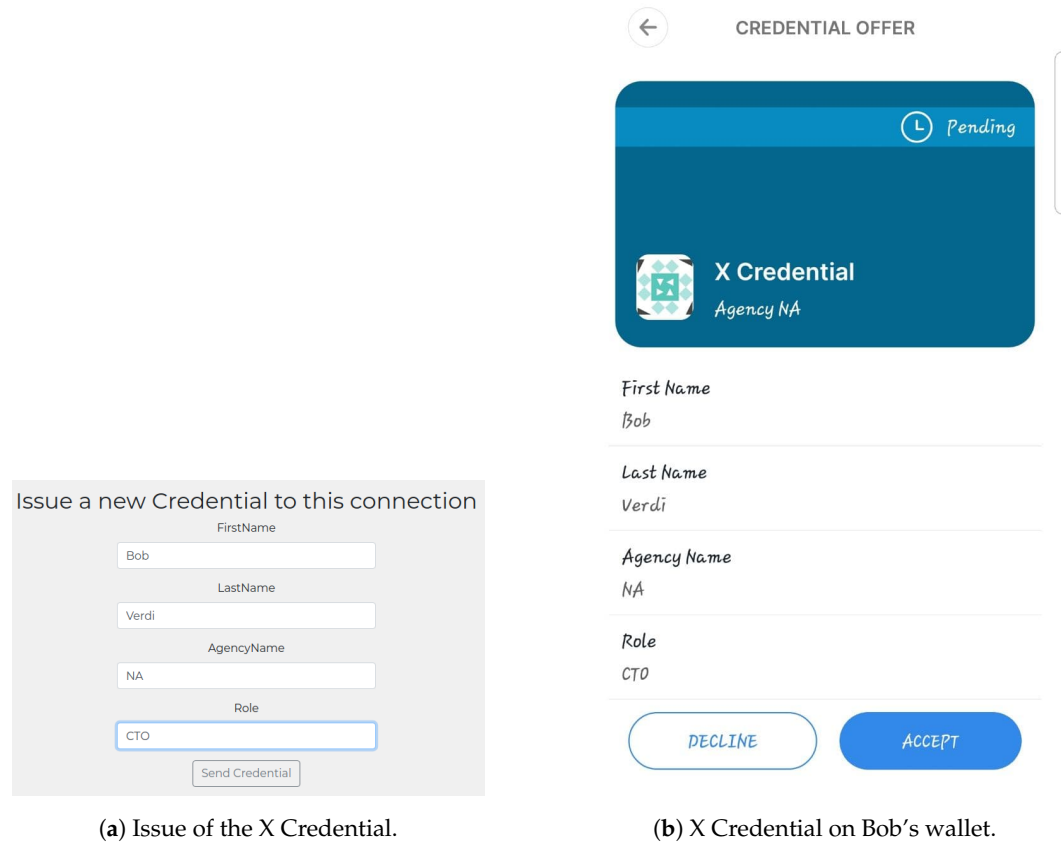 Issue a new Credential to this connection
FirstName
Bob
LastName
Verdi
AgencyName
NA
Role
CTO
Send Credential
(a) Issue of the X Credential.
CREDENTIAL OFFER
Pending
X Credential
Agency NA
First Name
Bob
Last Name
Verdi
Agency Name
NA
Role
CTO
DECLINE
ACCEPT
(b) X Credential on Bob’s wallet.